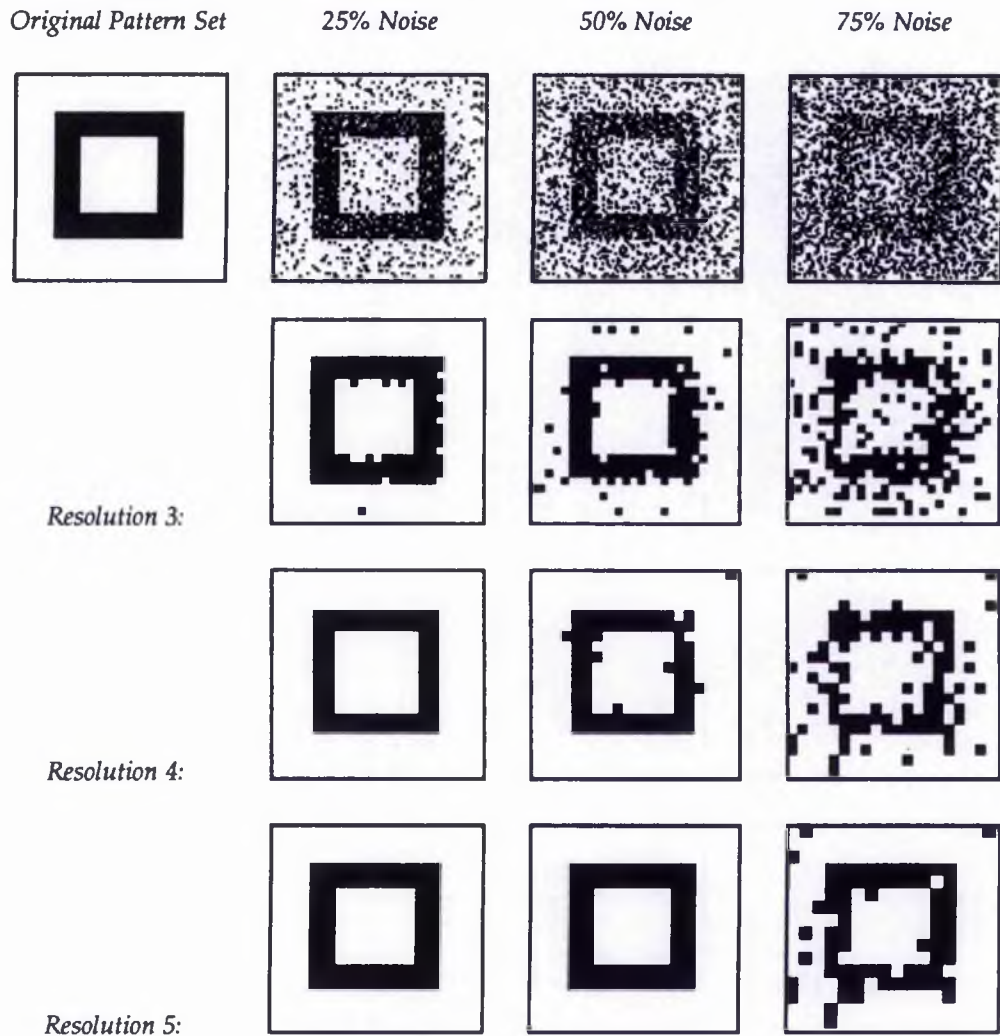 Original Pattern Set 25% Noise 50% Noise 75% Noise
Resolution 3:
Resolution 4:
Resolution 5: